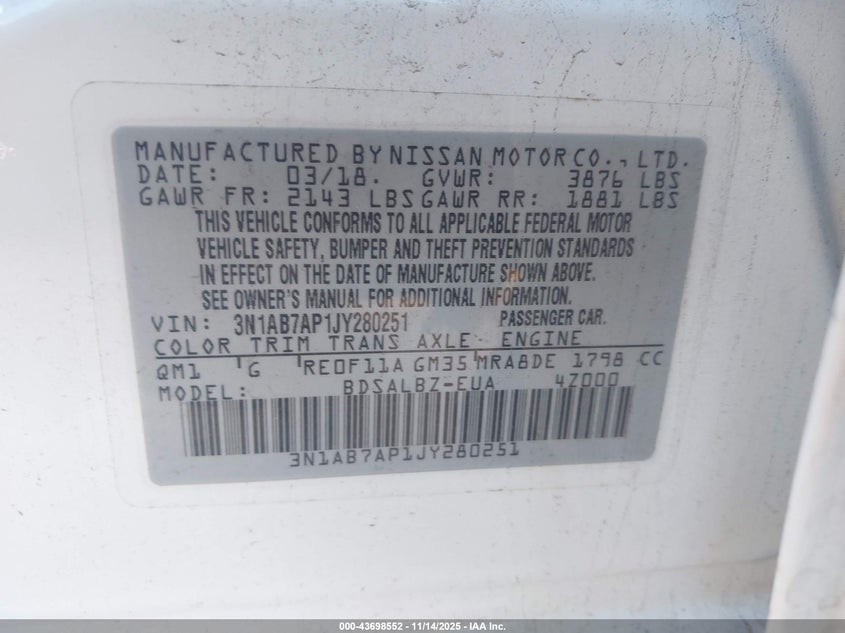 MANUFACTURED BY NISSAN MOTOR CO., LTD.
DATE: 03/18. GVWR: 3876 LBS
GAWR FR: 2143 LBS GAWR RR: 1881 LBS
THIS VEHICLE CONFORMS TO ALL APPLICABLE FEDERAL MOTOR
VEHICLE SAFETY, BUMPER AND THEFT PREVENTION STANDARDS
IN EFFECT ON THE DATE OF MANUFACTURE SHOWN ABOVE.
SEE OWNER'S MANUAL FOR ADDITIONAL INFORMATION.
VIN: 3N1AB7AP1JY280251 PASSENGER CAR.
COLOR TRIM TRANS AXLE ENGINE
QM1 G RE0F11A GM35 MRA8DE 1798 CC
MODEL: BDSALBZ-EUA 4Z000
3N1AB7AP1JY280251
000-43698552 | 11/14/2025 - IAA Inc.